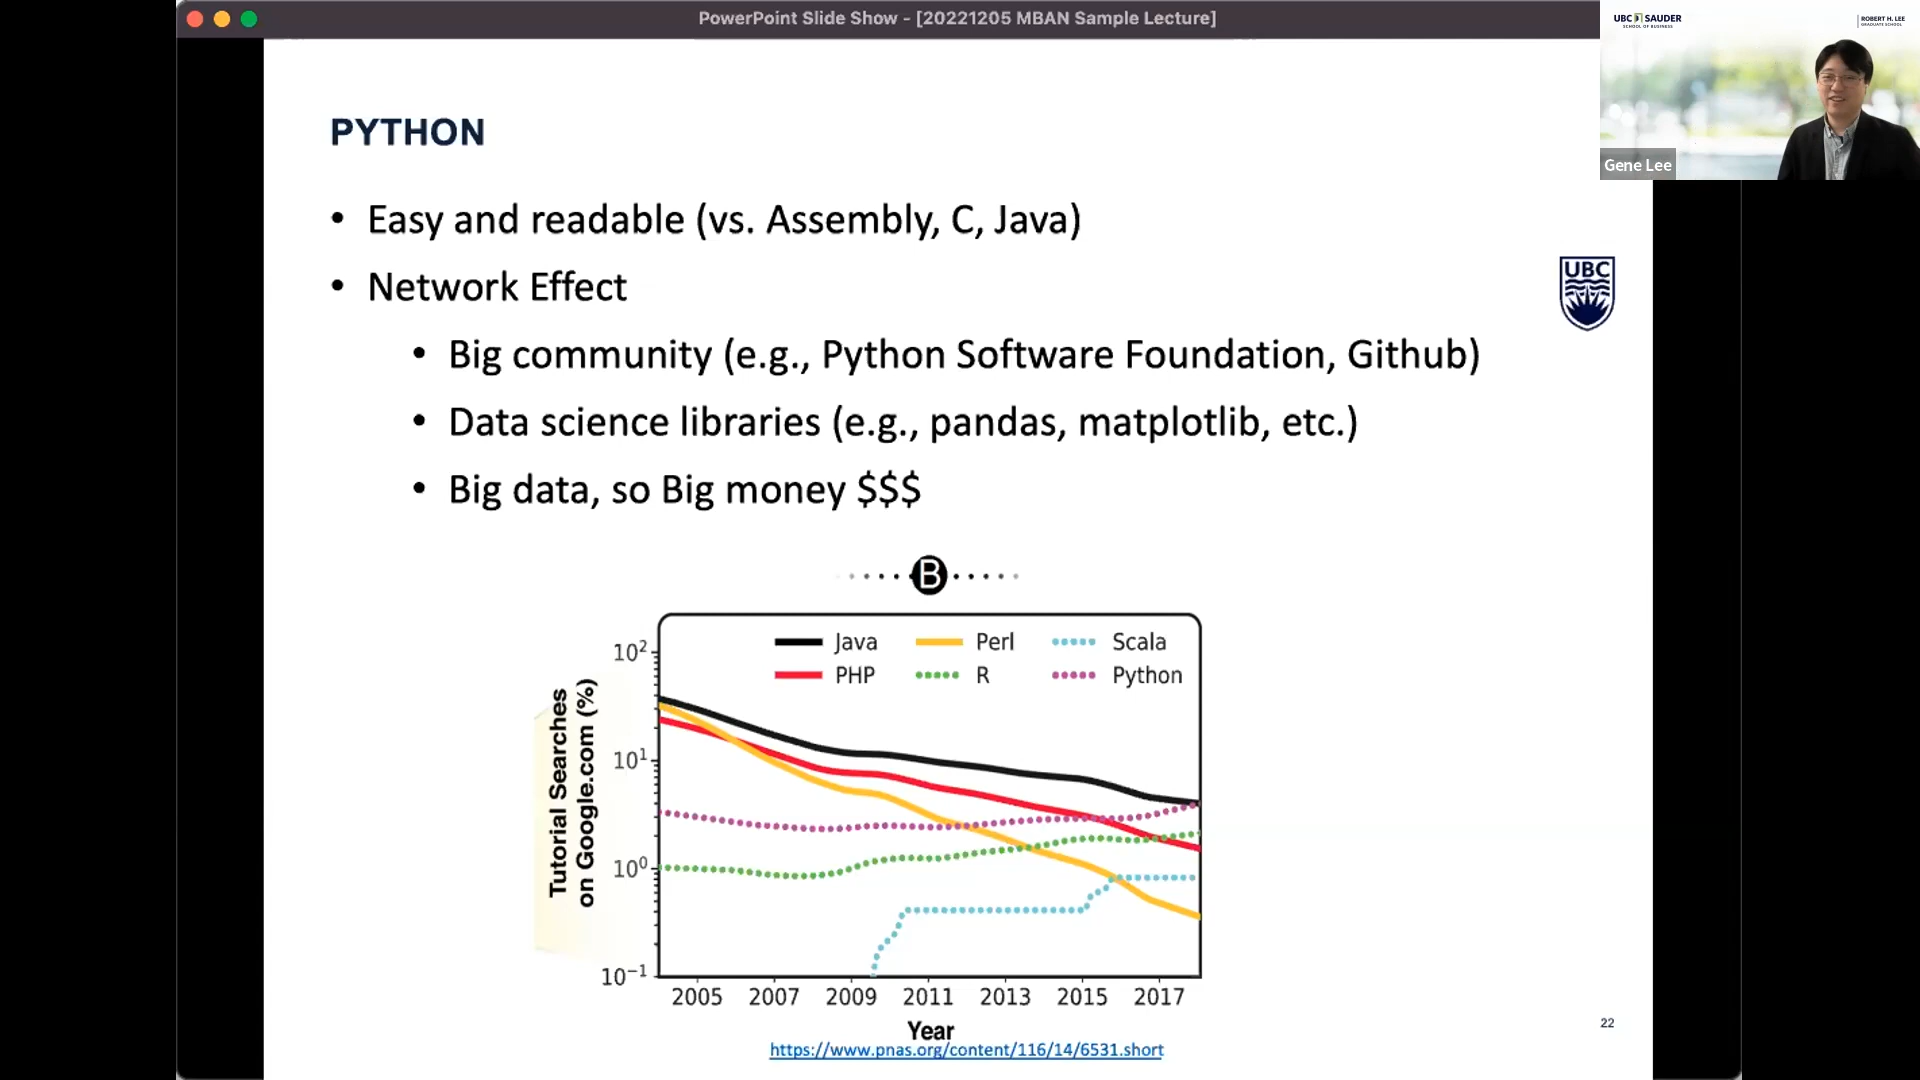 PowerPoint Slide Show - [20221205 MBAN Sample Lecture]
UBC SAUDER
SCHOOL OF BUSINESS
ROBERT H. LEE
GRADUATE SCHOOL
Gene Lee
PYTHON
• Easy and readable (vs. Assembly, C, Java)
• Network Effect
UBC
• Big community (e.g., Python Software Foundation, Github)
• Data science libraries (e.g., pandas, matplotlib, etc.)
• Big data, so Big money $$$
B
Java Perl Scala
PHP R Python
Tutorial Searches
on Google.com (%)
10²
10¹
10⁰
10⁻¹
2005 2007 2009 2011 2013 2015 2017
Year
https://www.pnas.org/content/116/14/6531.short
22